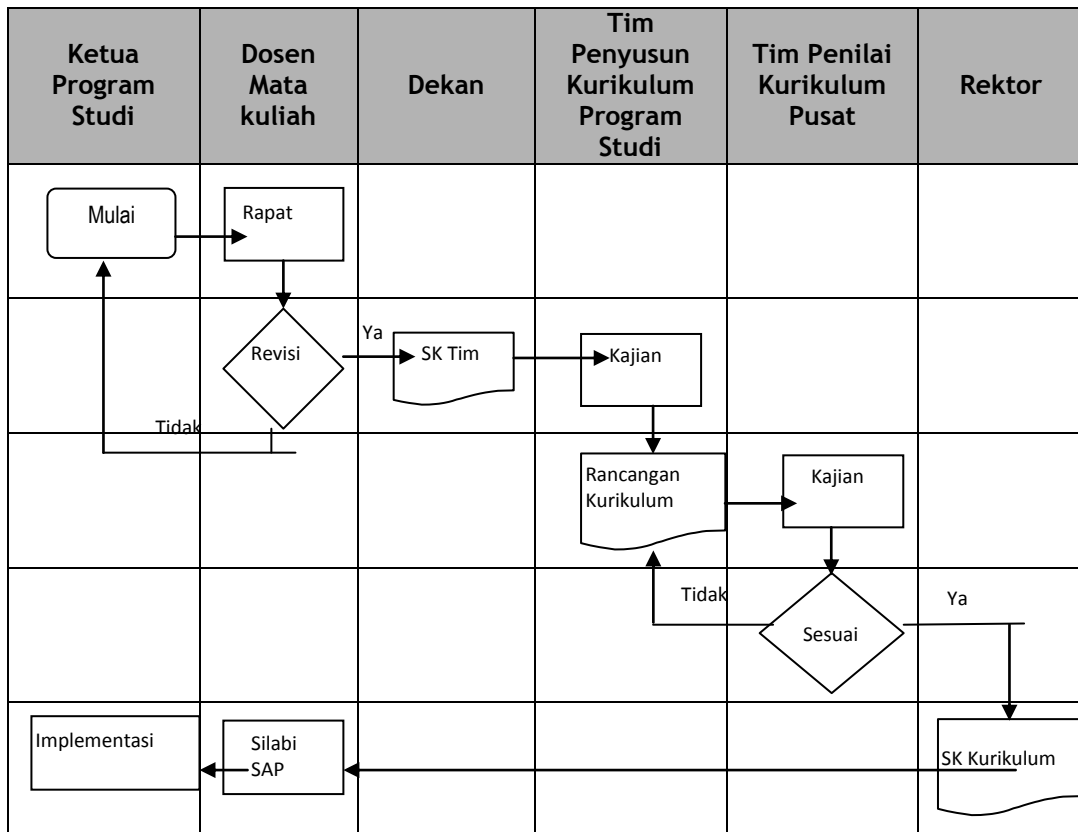 Ketua
Program
Studi
Dosen
Mata
kuliah
Dekan
Tim
Penyusun
Kurikulum
Program
Studi
Tim Penilai
Kurikulum
Pusat
Rektor
Mulai
Rapat
Revisi
Ya
SK Tim
Kajian
Tidak
Rancangan
Kurikulum
Kajian
Tidak
Sesuai
Ya
Implementasi
Silabi
SAP
SK Kurikulum